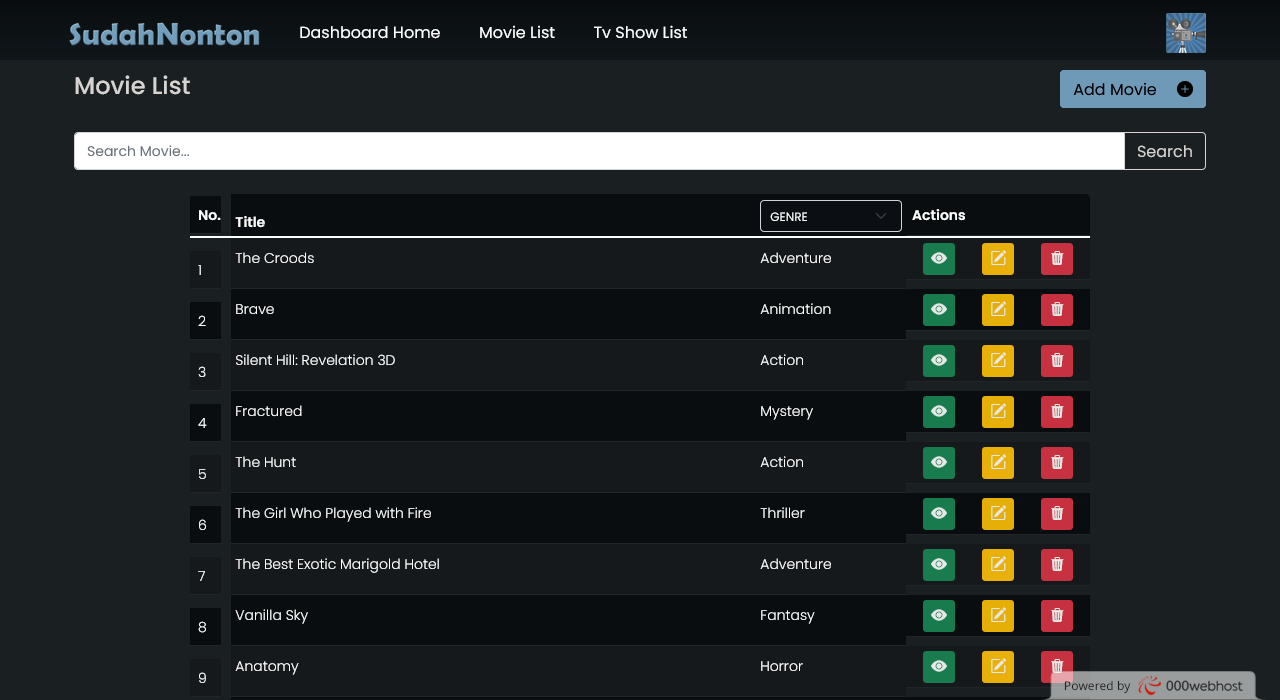 SudahNonton Dashboard Home Movie List Tv Show List
Movie List Add Movie
Search Movie... Search
No. Title GENRE Actions
1 The Croods Adventure
2 Brave Animation
3 Silent Hill: Revelation 3D Action
4 Fractured Mystery
5 The Hunt Action
6 The Girl Who Played with Fire Thriller
7 The Best Exotic Marigold Hotel Adventure
8 Vanilla Sky Fantasy
9 Anatomy Horror
Powered by 000webhost